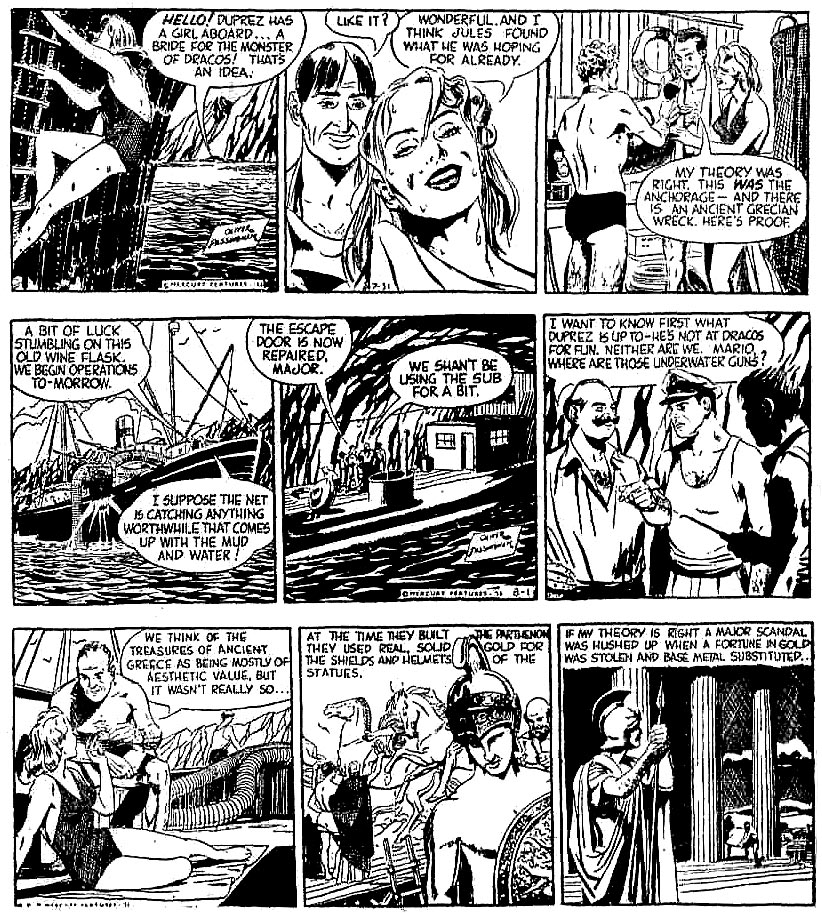 HELLO! DUPREZ HAS
A GIRL ABOARD... A
BRIDE FOR THE MONSTER
OF DRACOS! THAT'S
AN IDEA.
OLIVER
PASSINGHAM
© MERCURY FEATURES - 71
LIKE IT?
WONDERFUL. AND I
THINK JULES FOUND
WHAT HE WAS HOPING
FOR ALREADY.
7-31
MY THEORY WAS
RIGHT. THIS WAS THE
ANCHORAGE — AND THERE
IS AN ANCIENT GRECIAN
WRECK. HERE'S PROOF.
A BIT OF LUCK
STUMBLING ON THIS
OLD WINE FLASK.
WE BEGIN OPERATIONS
TO-MORROW.
I SUPPOSE THE NET
IS CATCHING ANYTHING
WORTHWHILE THAT COMES
UP WITH THE MUD
AND WATER!
THE ESCAPE
DOOR IS NOW
REPAIRED,
MAJOR.
WE SHAN'T BE
USING THE SUB
FOR A BIT.
OLIVER
PASSINGHAM
© MERCURY FEATURES - 71
8-1
I WANT TO KNOW FIRST WHAT
DUPREZ IS UP TO - HE'S NOT AT DRACOS
FOR FUN. NEITHER ARE WE. MARIO,
WHERE ARE THOSE UNDERWATER GUNS?
WE THINK OF THE
TREASURES OF ANCIENT
GREECE AS BEING MOSTLY OF
AESTHETIC VALUE, BUT
IT WASN'T REALLY SO...
MERCURY FEATURES - 71
AT THE TIME THEY BUILT THE PARTHENON
THEY USED REAL, SOLID GOLD FOR
THE SHIELDS AND HELMETS OF THE
STATUES.
IF MY THEORY IS RIGHT A MAJOR SCANDAL
WAS HUSHED UP WHEN A FORTUNE IN GOLD
WAS STOLEN AND BASE METAL SUBSTITUTED...